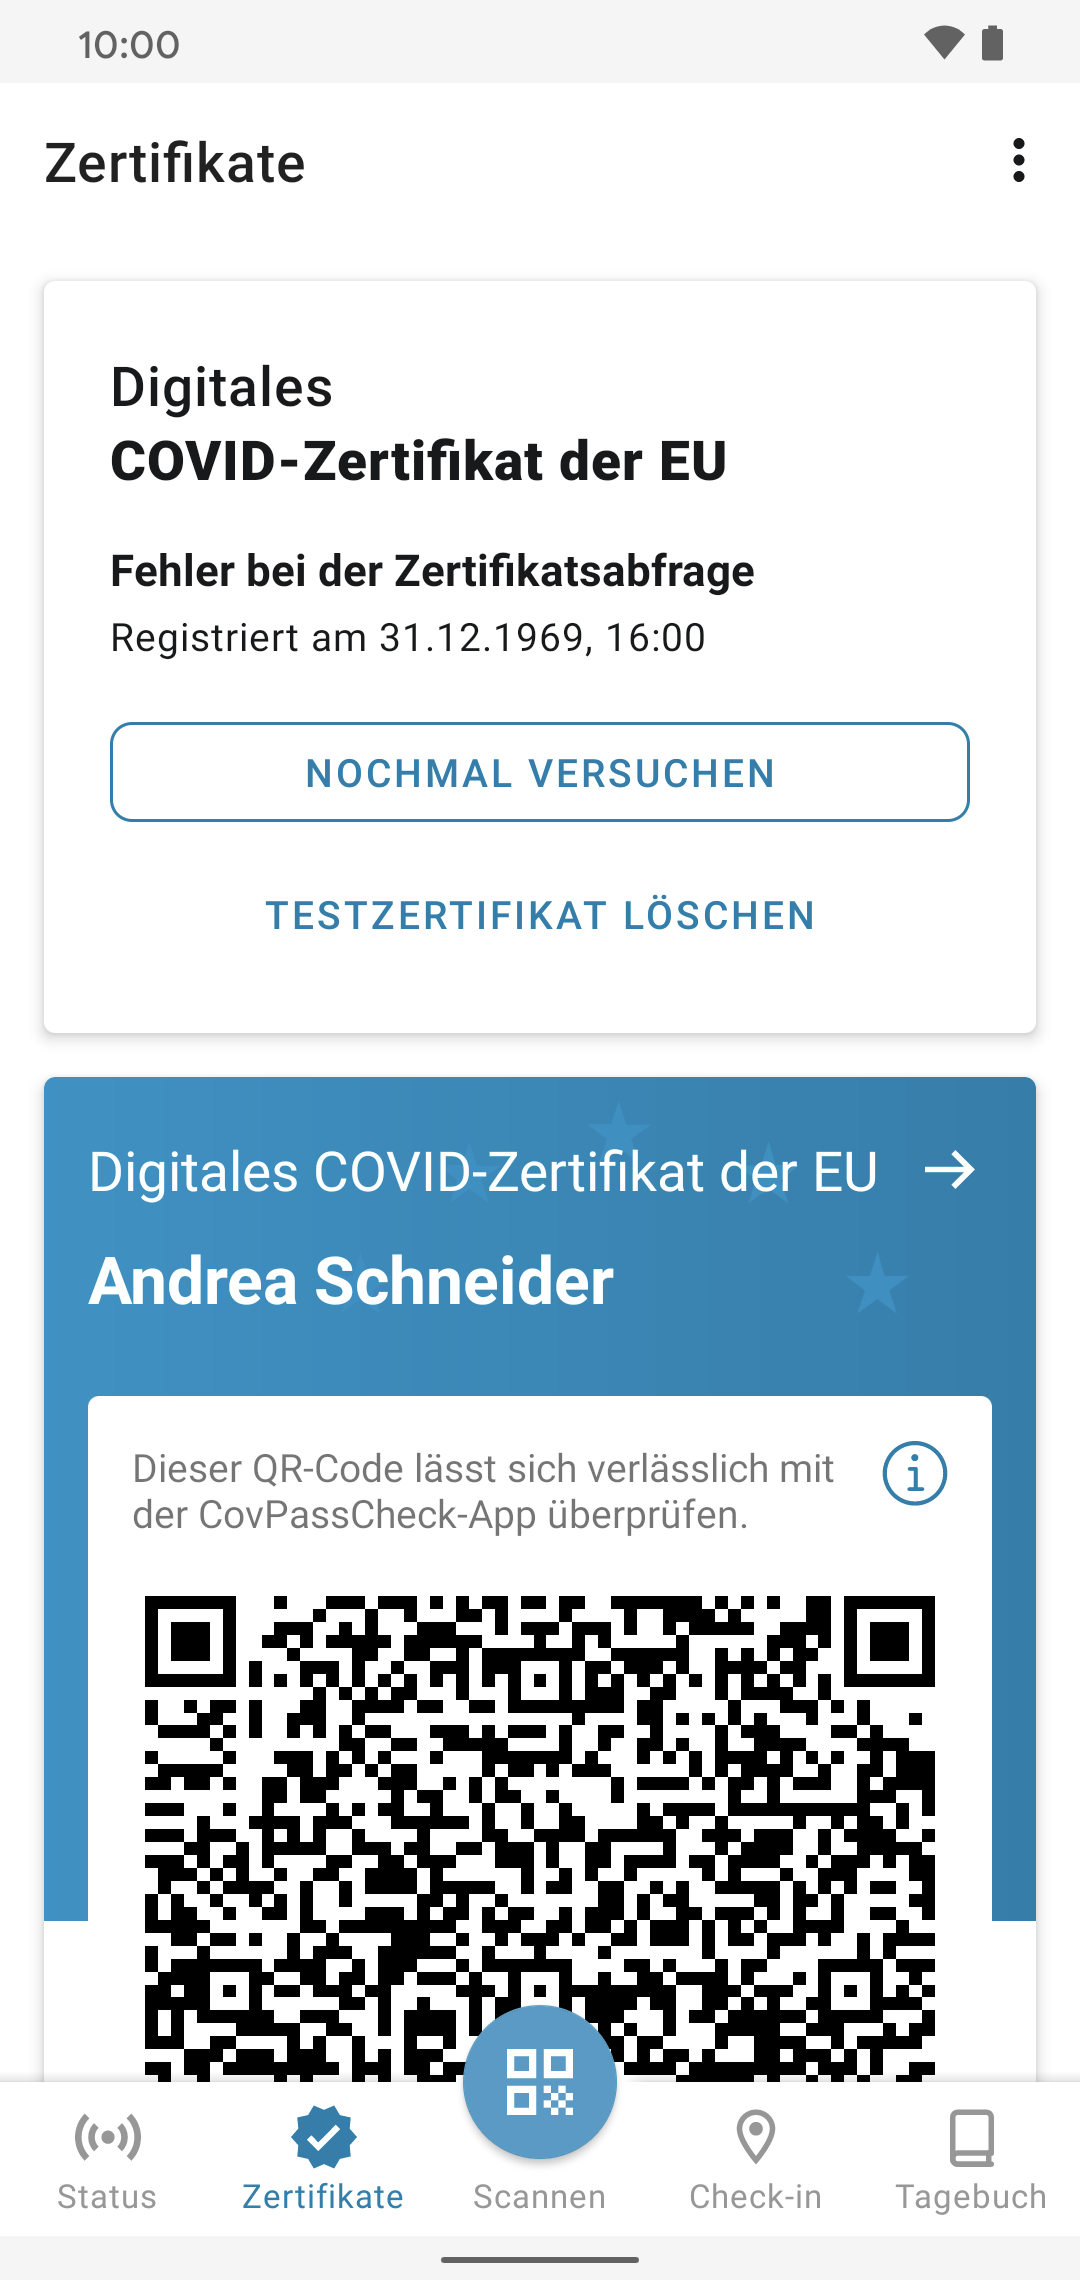 10:00
Zertifikate
Digitales
COVID-Zertifikat der EU
Fehler bei der Zertifikatsabfrage
Registriert am 31.12.1969, 16:00
NOCHMAL VERSUCHEN
TESTZERTIFIKAT LÖSCHEN
Digitales COVID-Zertifikat der EU
Andrea Schneider
Dieser QR-Code lässt sich verlässlich mit
der CovPassCheck-App überprüfen.
Status
Zertifikate
Scannen
Check-in
Tagebuch